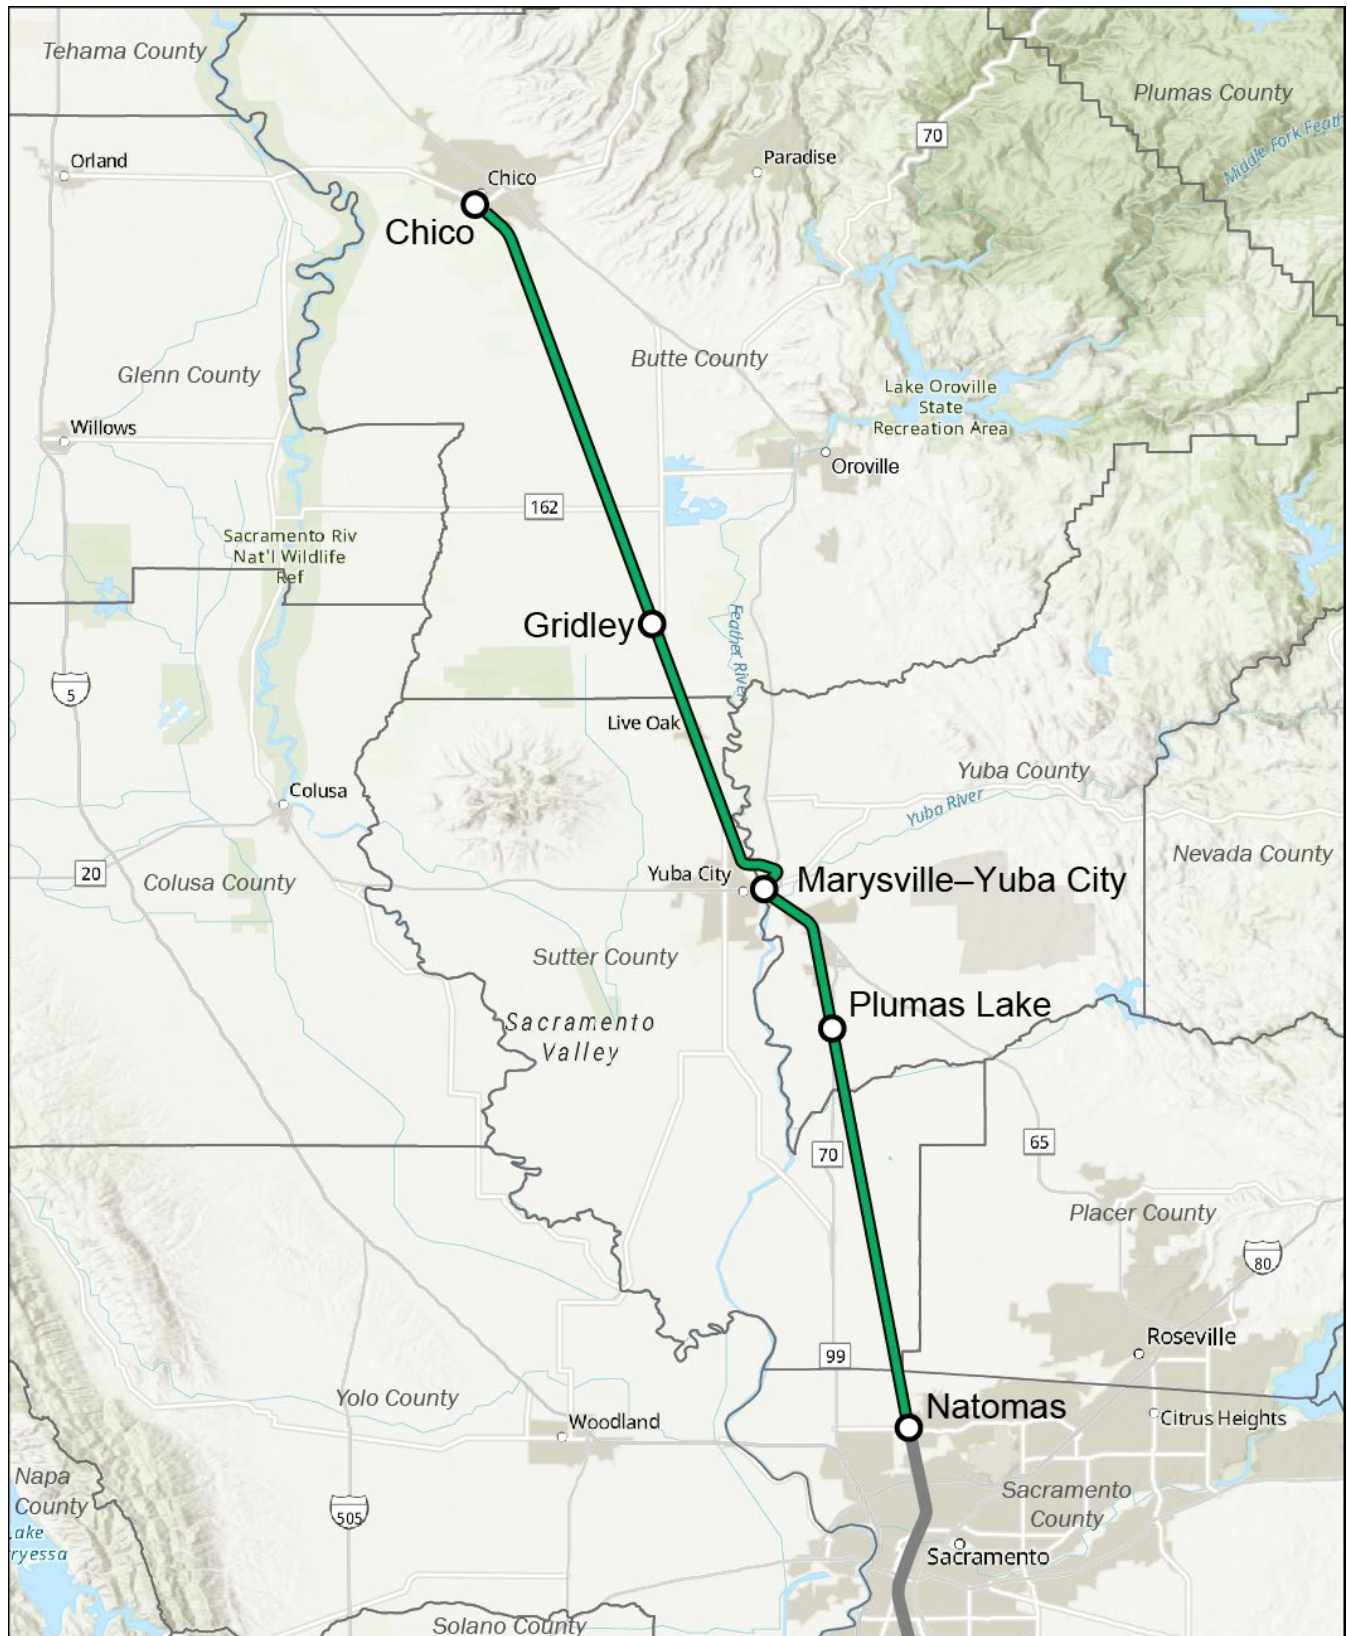 Tehama County
Plumas County
70
Middle Fork Feath
Orland
Paradise
Chico
Chico
Glenn County
Butte County
Lake Oroville
State
Recreation Area
Willows
Oroville
162
Sacramento Riv
Nat'l Wildlife
Ref
Feather River
Gridley
5
Live Oak
Yuba County
Colusa
Yuba River
Nevada County
20
Colusa County
Yuba City
Marysville–Yuba City
Sutter County
Plumas Lake
Sacramento
Valley
65
70
Placer County
80
Roseville
99
Yolo County
Natomas
Citrus Heights
Woodland
Napa
County
Sacramento
County
505
ake
ryessa
Sacramento
Solano County